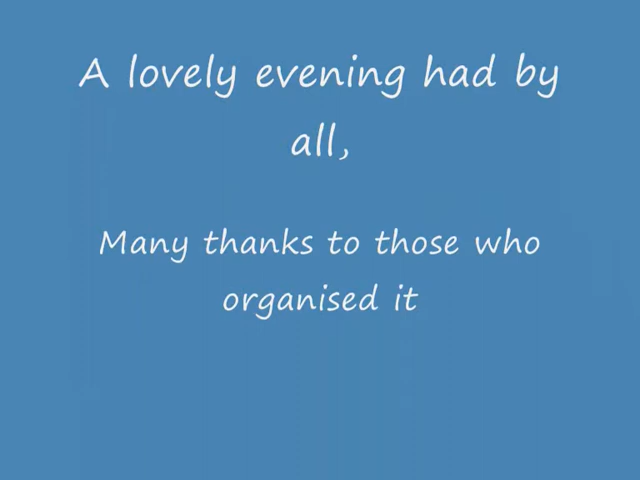 A lovely evening had by
all,
Many thanks to those who
organised it